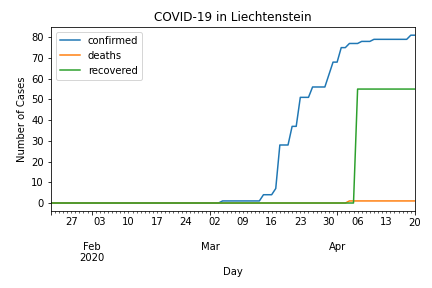 COVID-19 in Liechtenstein
confirmed
deaths
recovered
Number of Cases
80
70
60
50
40
30
20
10
0
27 03 10 17 24 02 09 16 23 30 06 13 20
Feb Mar Apr
2020
Day